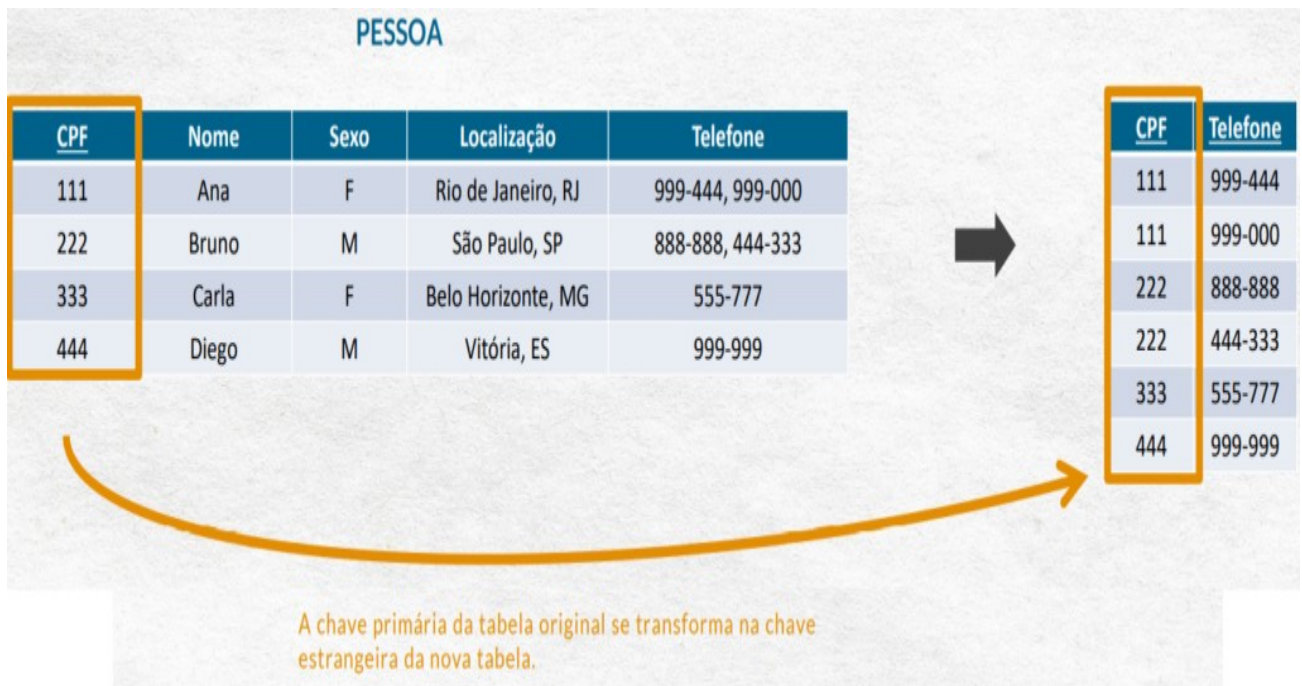 PESSOA
CPF Nome Sexo Localização Telefone
111 Ana F Rio de Janeiro, RJ 999-444, 999-000
222 Bruno M São Paulo, SP 888-888, 444-333
333 Carla F Belo Horizonte, MG 555-777
444 Diego M Vitória, ES 999-999
CPF Telefone
111 999-444
111 999-000
222 888-888
222 444-333
333 555-777
444 999-999
A chave primária da tabela original se transforma na chave
estrangeira da nova tabela.